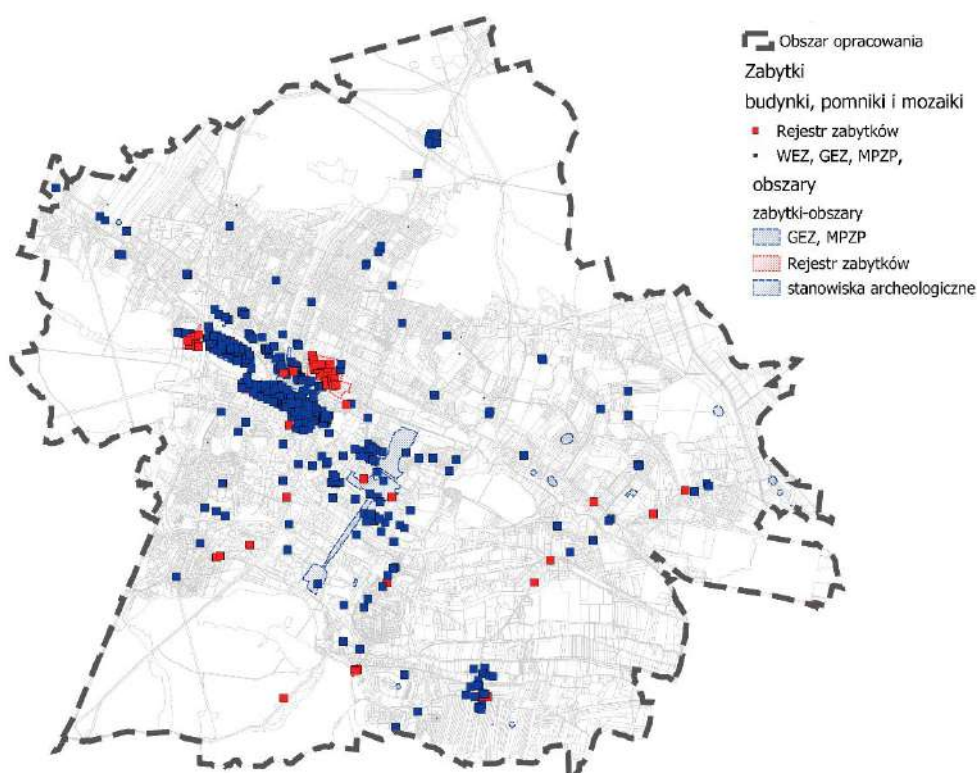 Obszar opracowania
Zabytki
budynki, pomniki i mozaiki
Rejestr zabytków
WEZ, GEZ, MPZP,
obszary
zabytki-obszary
GEZ, MPZP
Rejestr zabytków
stanowiska archeologiczne